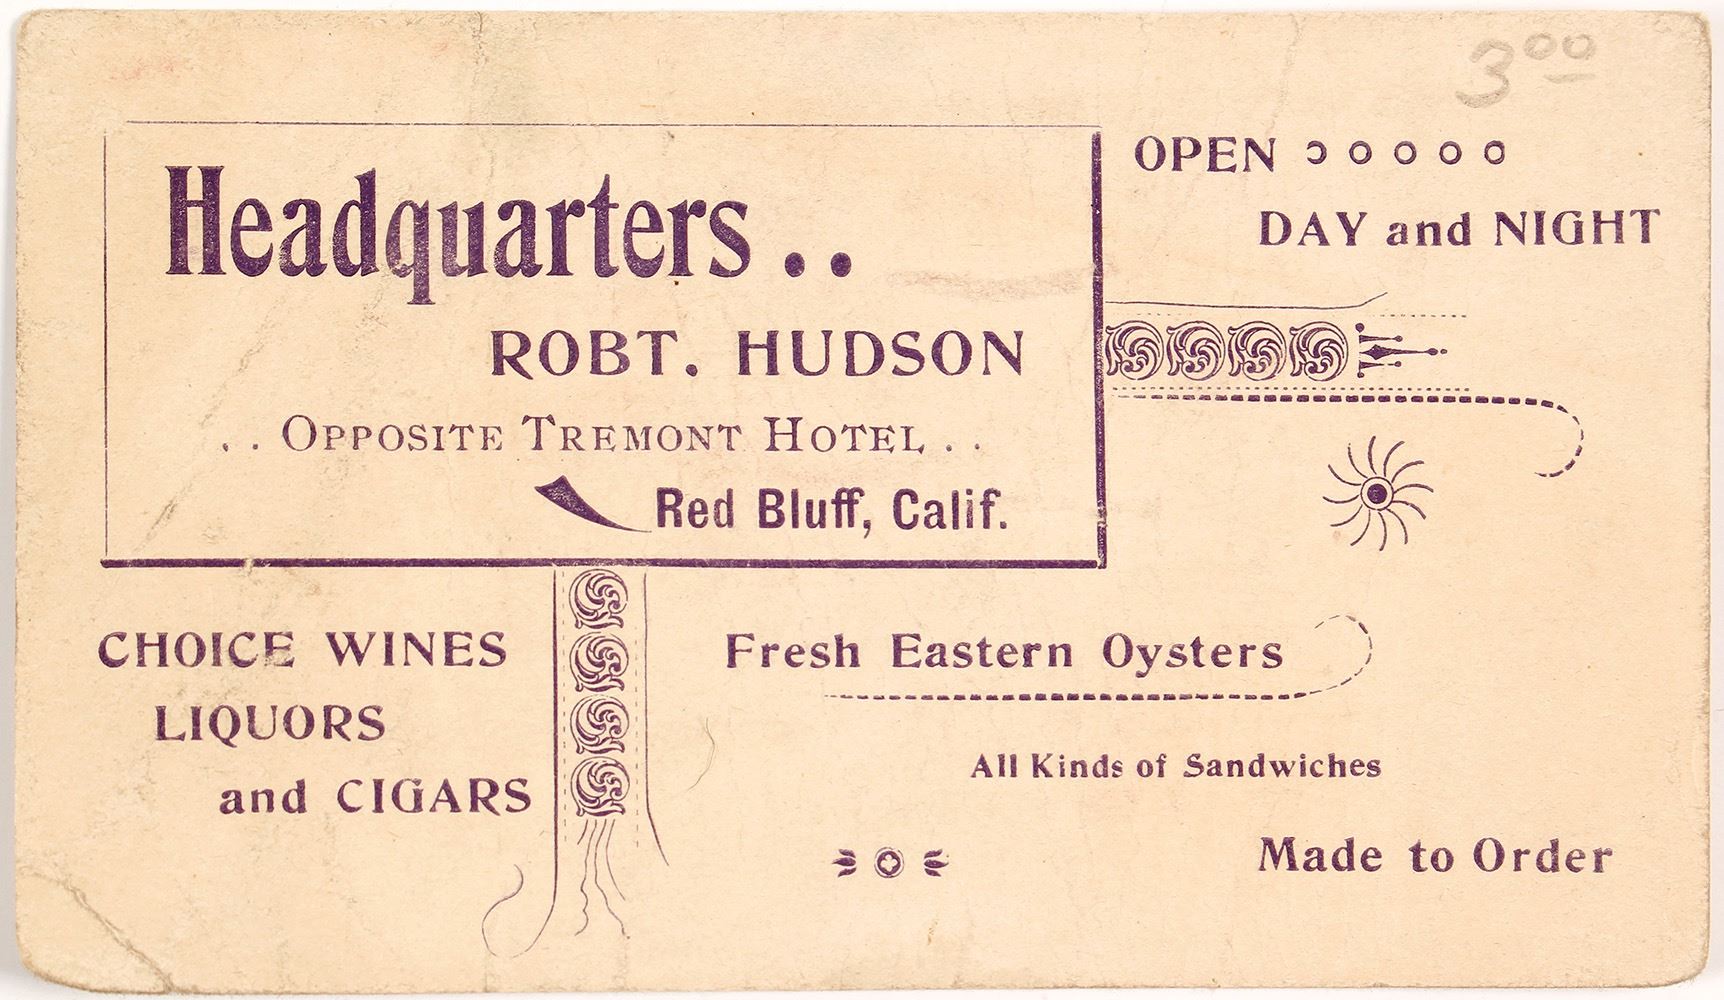 3 00
Headquarters . .
ROBT. HUDSON
. . OPPOSITE TREMONT HOTEL . .
Red Bluff, Calif.
OPEN o o o o o
DAY and NIGHT
CHOICE WINES
LIQUORS
and CIGARS
Fresh Eastern Oysters
All Kinds of Sandwiches
Made to Order